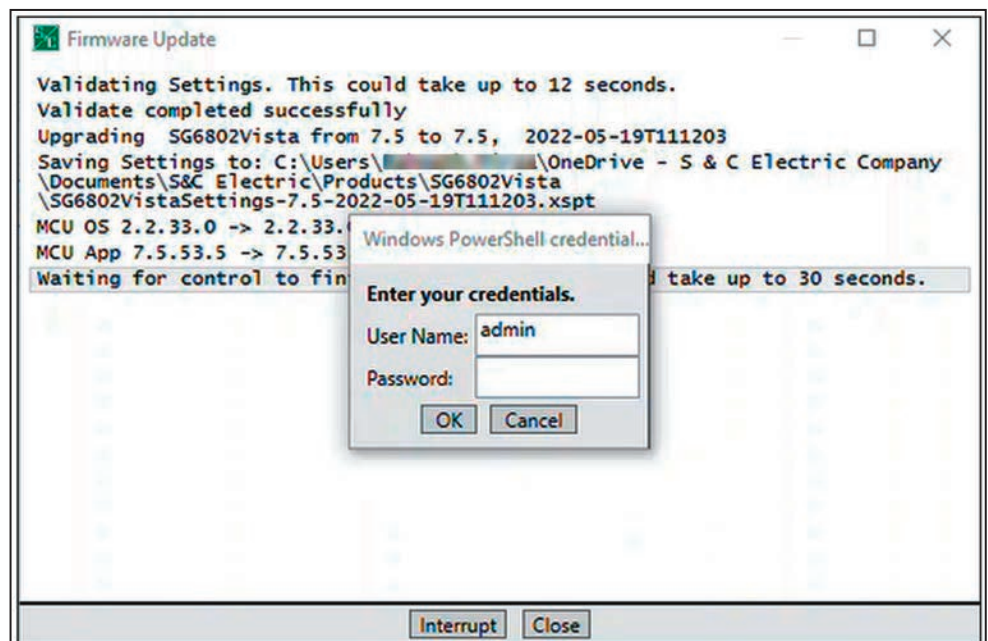 Firmware Update
Validating Settings. This could take up to 12 seconds.
Validate completed successfully
Upgrading SG6802Vista from 7.5 to 7.5, 2022-05-19T111203
Saving Settings to: C:\Users\ \OneDrive - S & C Electric Company
\Documents\S&C Electric\Products\SG6802Vista
\SG6802VistaSettings-7.5-2022-05-19T111203.xspt
MCU OS 2.2.33.0 -> 2.2.33.
MCU App 7.5.53.5 -> 7.5.53
Waiting for control to fin take up to 30 seconds.
Windows PowerShell credential...
Enter your credentials.
User Name: admin
Password:
OK Cancel
Interrupt Close